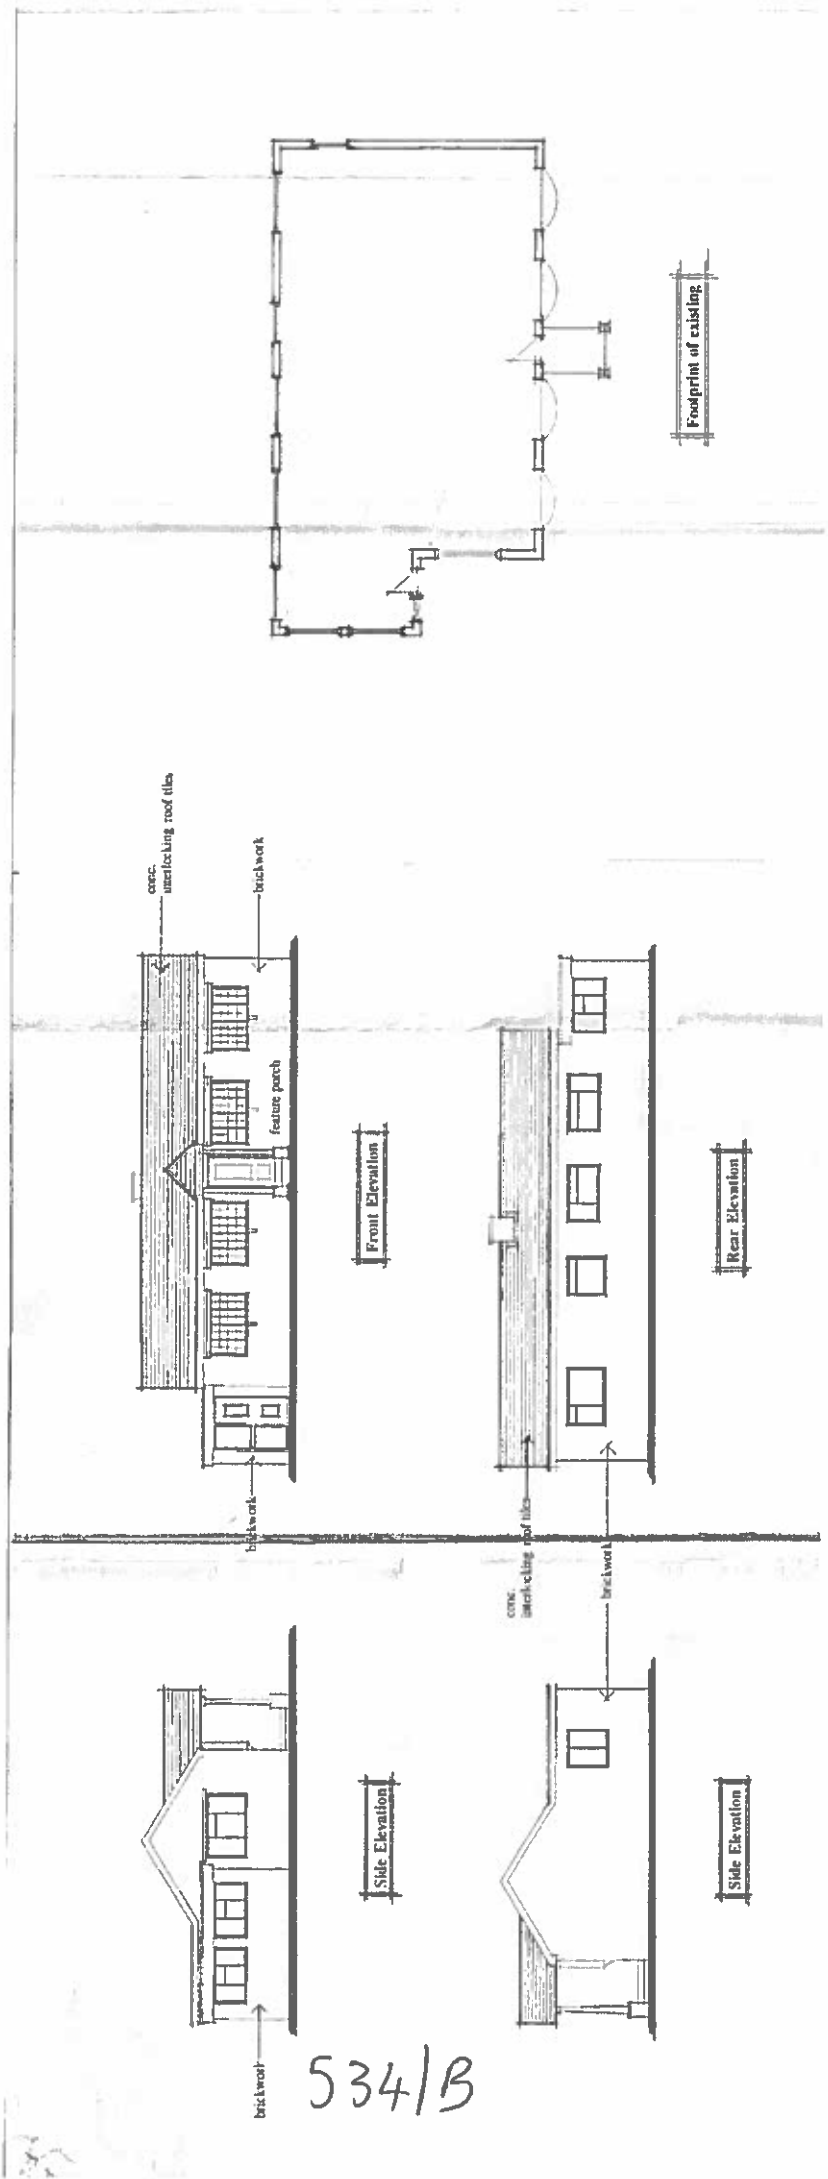 conc.
interlocking roof tiles
brickwork
feature porch
brickwork
Front Elevation
Footprint of existing
brickwork
Side Elevation
conc.
interlocking roof tiles
brickwork
Rear Elevation
Side Elevation
534/B